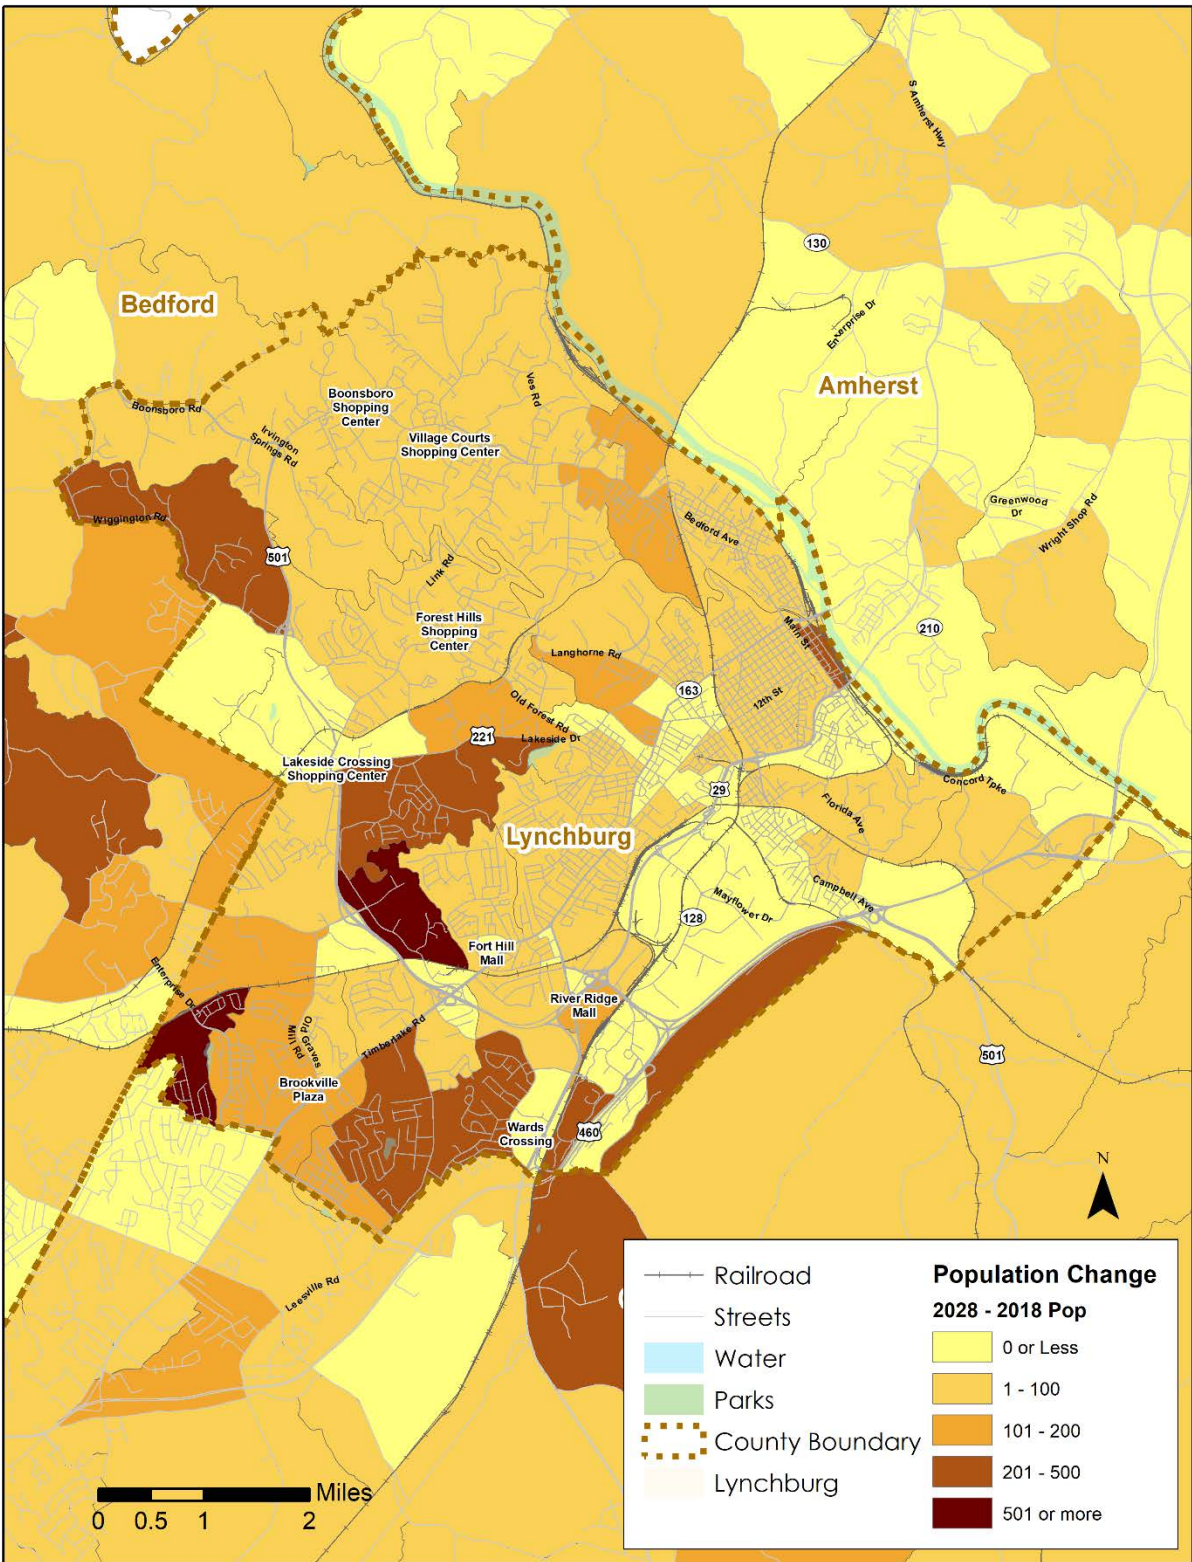 S Amherst Hwy
130
Bedford
Enterprise Dr
Amherst
Boonsboro
Shopping
Center
Ves Rd
Boonsboro Rd
Irvington
Springs Rd
Village Courts
Shopping Center
Greenwood
Dr
Wright Shop Rd
Wiggington Rd
Bedford Ave
501
Link Rd
Forest Hills
Shopping
Center
Main St
210
Langhorne Rd
163
12th St
Old Forest Rd
221
Lakeside Dr
Lakeside Crossing
Shopping Center
29
Concord Tpke
Florida Ave
Lynchburg
Campbell Ave
Mayflower Dr
128
Fort Hill
Mall
Enterprise Dr
River Ridge
Mall
Old Graves
Mill Rd
Timberlake Rd
501
Brookville
Plaza
Wards
Crossing
460
N
Leesville Rd
Railroad
Streets
Water
Parks
County Boundary
Lynchburg
Population Change
2028 - 2018 Pop
0 or Less
1 - 100
101 - 200
201 - 500
501 or more
Miles
0 0.5 1 2